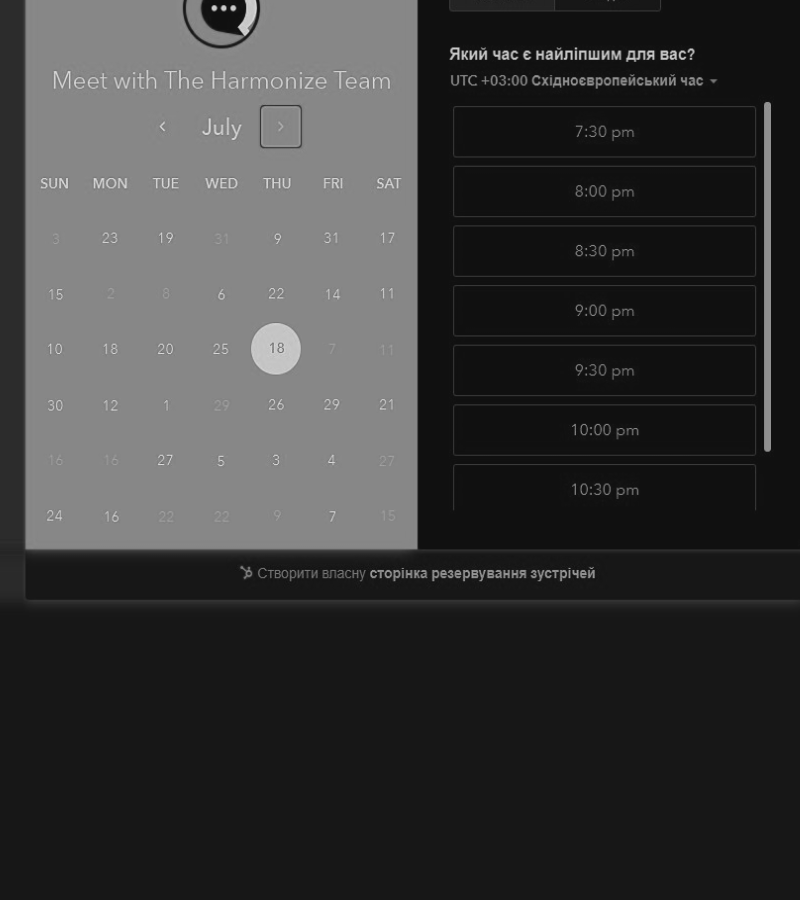 Meet with The Harmonize Team
July
SUN MON TUE WED THU FRI SAT
3 23 19 31 9 31 17
15 2 8 6 22 14 11
10 18 20 25 18 7 11
30 12 1 29 26 29 21
16 16 27 5 3 4 27
24 16 22 22 9 7 15
Який час є найліпшим для вас?
UTC +03:00 Східноєвропейський час
7:30 pm
8:00 pm
8:30 pm
9:00 pm
9:30 pm
10:00 pm
10:30 pm
Створити власну сторінка резервування зустрічей